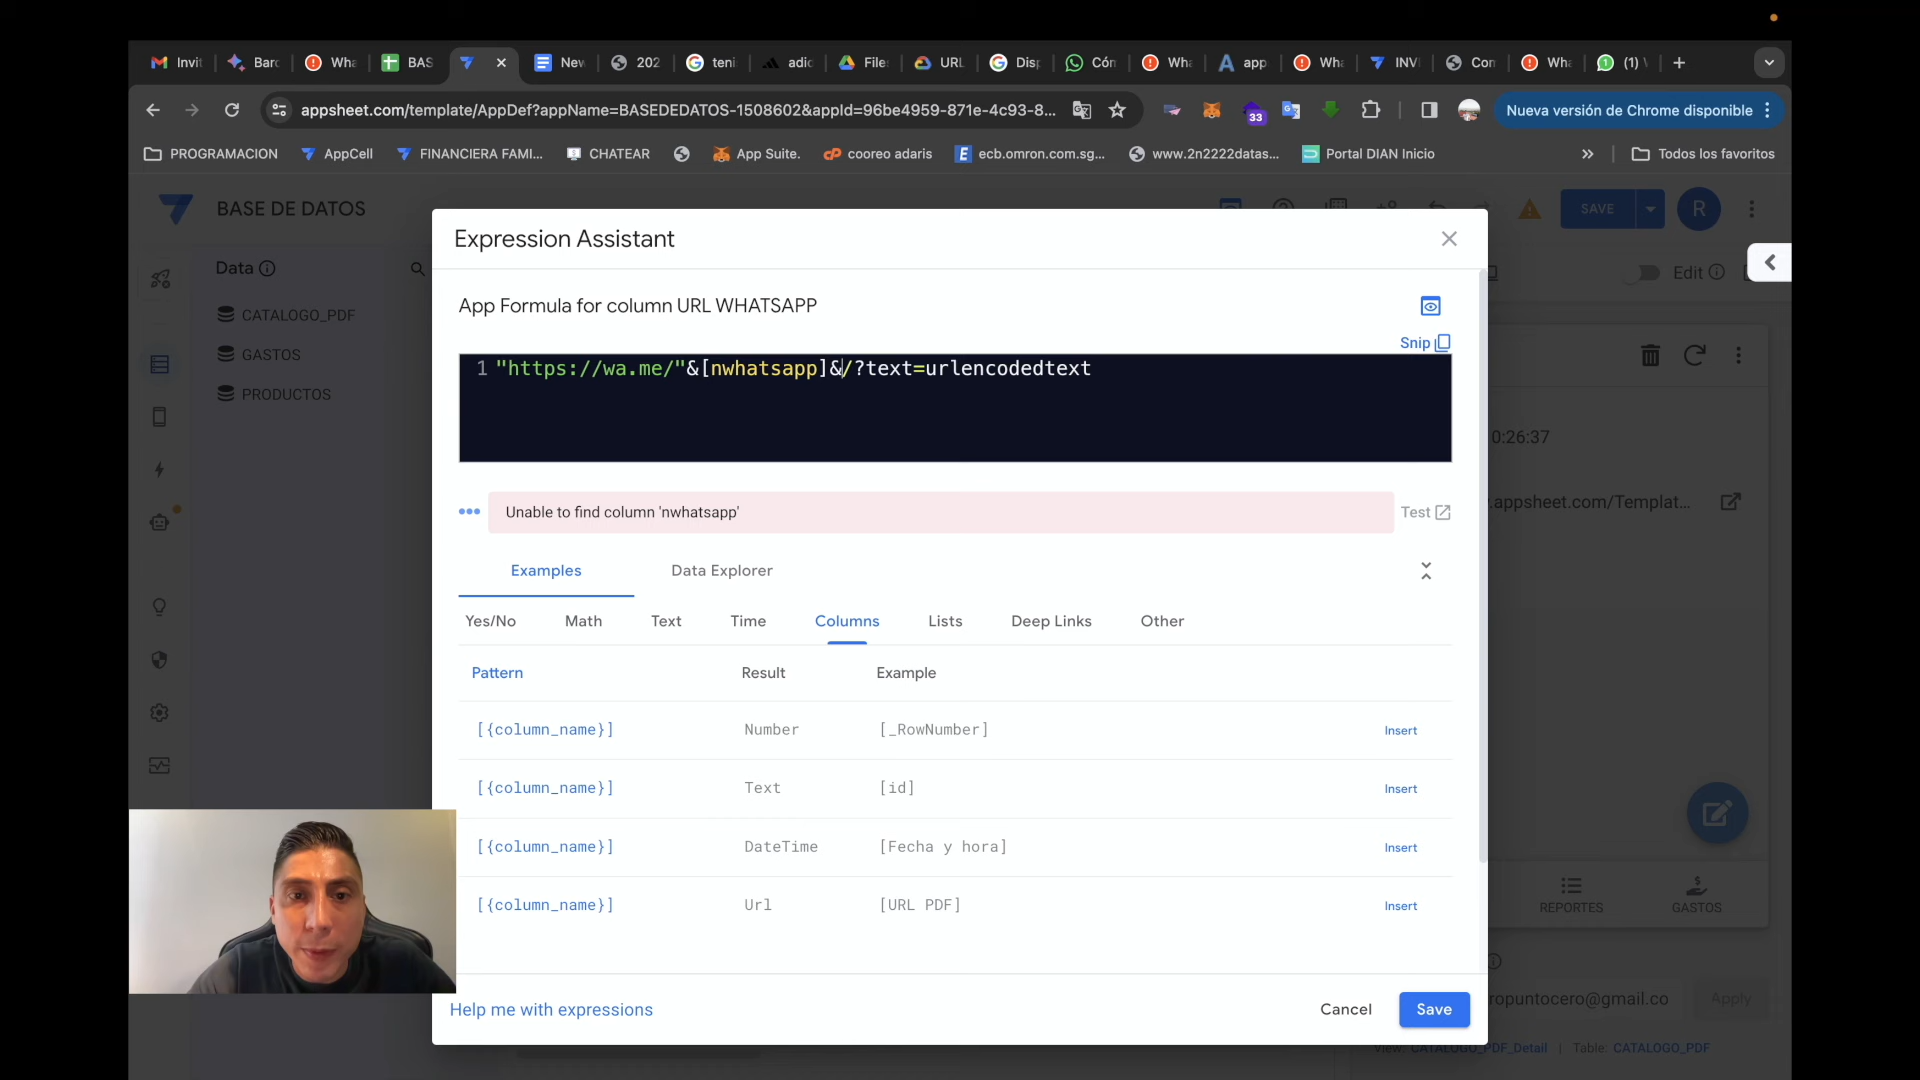 Invit
Barc
Wha
BAS
New
202
teni
adic
Files
URL
Disp
Cón
Wha
app
Wha
INVI
Con
Wha
(1)
appsheet.com/template/AppDef?appName=BASEDEDATOS-1508602&appId=96be4959-871e-4c93-8...
33
Nueva versión de Chrome disponible
PROGRAMACION
AppCell
FINANCIERA FAMI...
CHATEAR
App Suite.
cooreo adaris
ecb.omron.com.sg...
www.2n2222datas...
Portal DIAN Inicio
Todos los favoritos
BASE DE DATOS
SAVE
R
Data
CATALOGO_PDF
GASTOS
PRODUCTOS
Edit
Expression Assistant
App Formula for column URL WHATSAPP
Snip
1 "https://wa.me/"&[nwhatsapp]&/?text=urlencodedtext
Unable to find column 'nwhatsapp'
Test
Examples
Data Explorer
Yes/No
Math
Text
Time
Columns
Lists
Deep Links
Other
Pattern Result Example
[{column_name}] Number [_RowNumber] Insert
[{column_name}] Text [id] Insert
[{column_name}] DateTime [Fecha y hora] Insert
[{column_name}] Url [URL PDF] Insert
Help me with expressions
Cancel
Save
0:26:37
.appsheet.com/Templat...
REPORTES
GASTOS
ropuntocero@gmail.co
Apply
View: CATALOGO_PDF_Detail | Table: CATALOGO_PDF